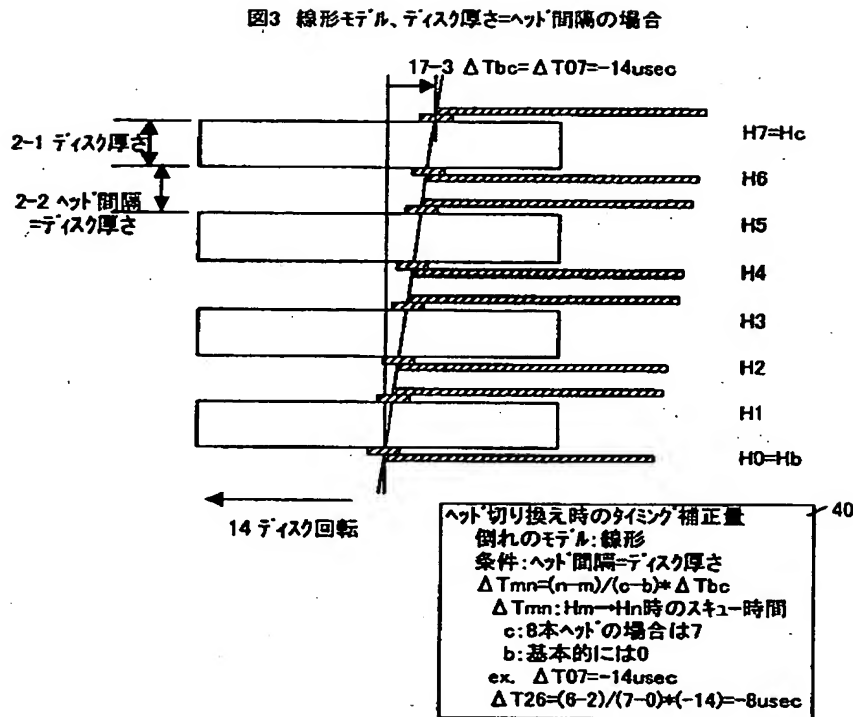 図3 線形モデル、ディスク厚さ=ヘッド間隔の場合
17-3 ΔTbc=ΔT07=-14usec
2-1 ディスク厚さ
2-2 ヘッド間隔
=ディスク厚さ
H7=Hc
H6
H5
H4
H3
H2
H1
H0=Hb
14 ディスク回転
40
ヘッド切り換え時のタイミング補正量
倒れのモデル:線形
条件:ヘッド間隔=ディスク厚さ
ΔTmn=(n-m)/(c-b)*ΔTbc
ΔTmn:Hm→Hn時のスキュー時間
c:8本ヘッドの場合は7
b:基本的には0
ex. ΔT07=-14usec
ΔT26=(6-2)/(7-0)*(-14)=-8usec